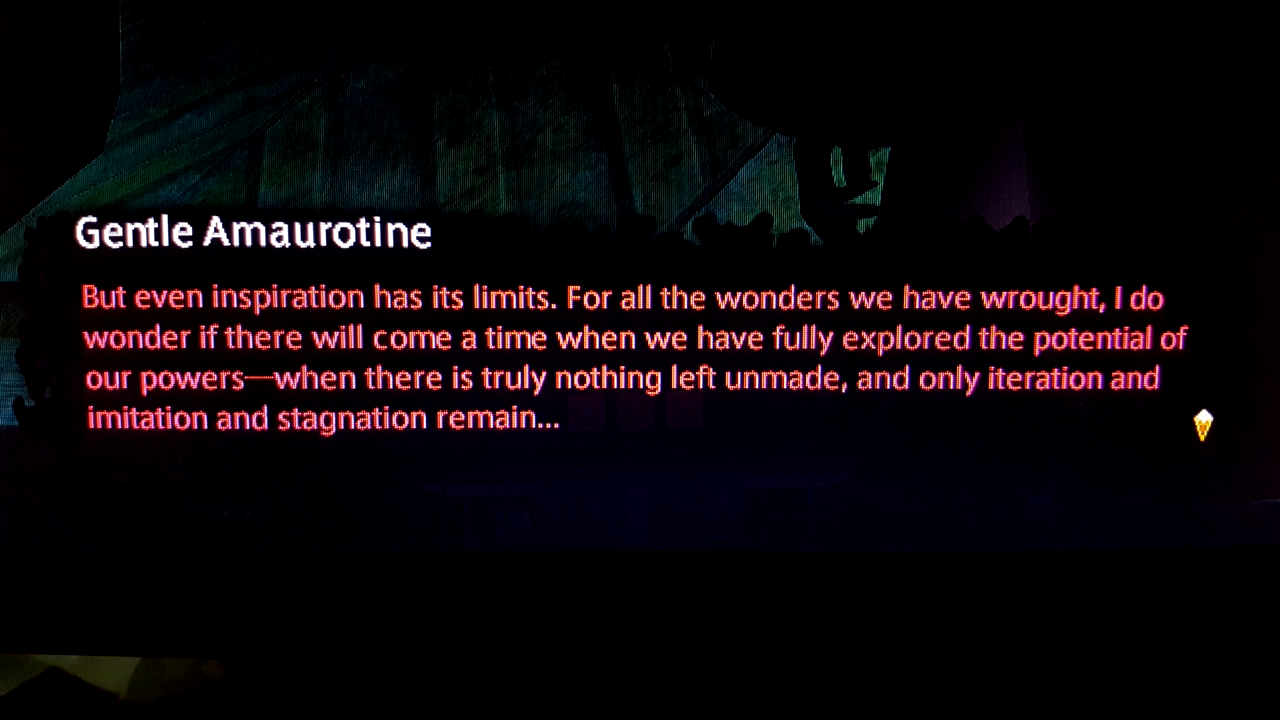 Gentle Amaurotine
But even inspiration has its limits. For all the wonders we have wrought, I do
wonder if there will come a time when we have fully explored the potential of
our powers—when there is truly nothing left unmade, and only iteration and
imitation and stagnation remain...